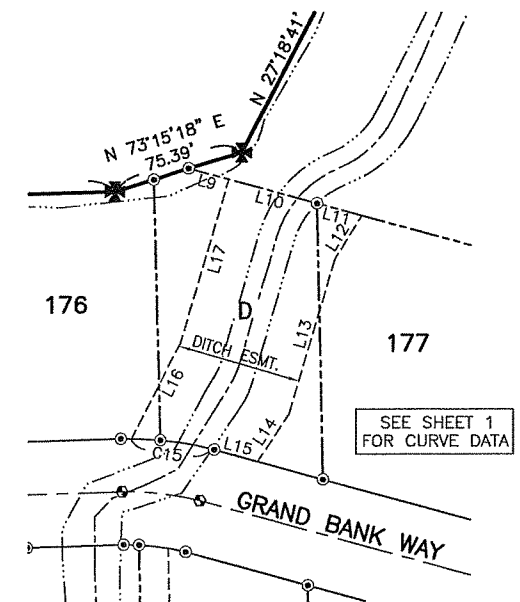 N 27°18'41'
N 73°15'18" E
75.39'
L9
L10
L11
L12
L17
176
D
L13
177
DITCH ESMT.
L16
L14
SEE SHEET 1
FOR CURVE DATA
C15
L15
GRAND BANK WAY